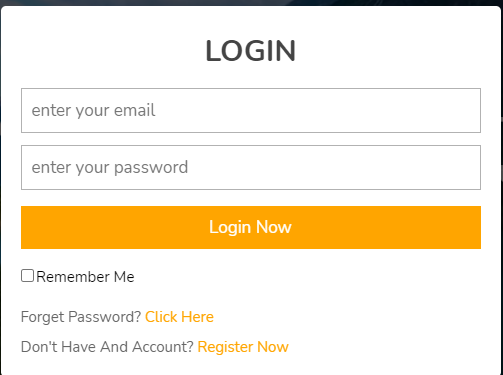 LOGIN
enter your email
enter your password
Login Now
Remember Me
Forget Password? Click Here
Don't Have And Account? Register Now